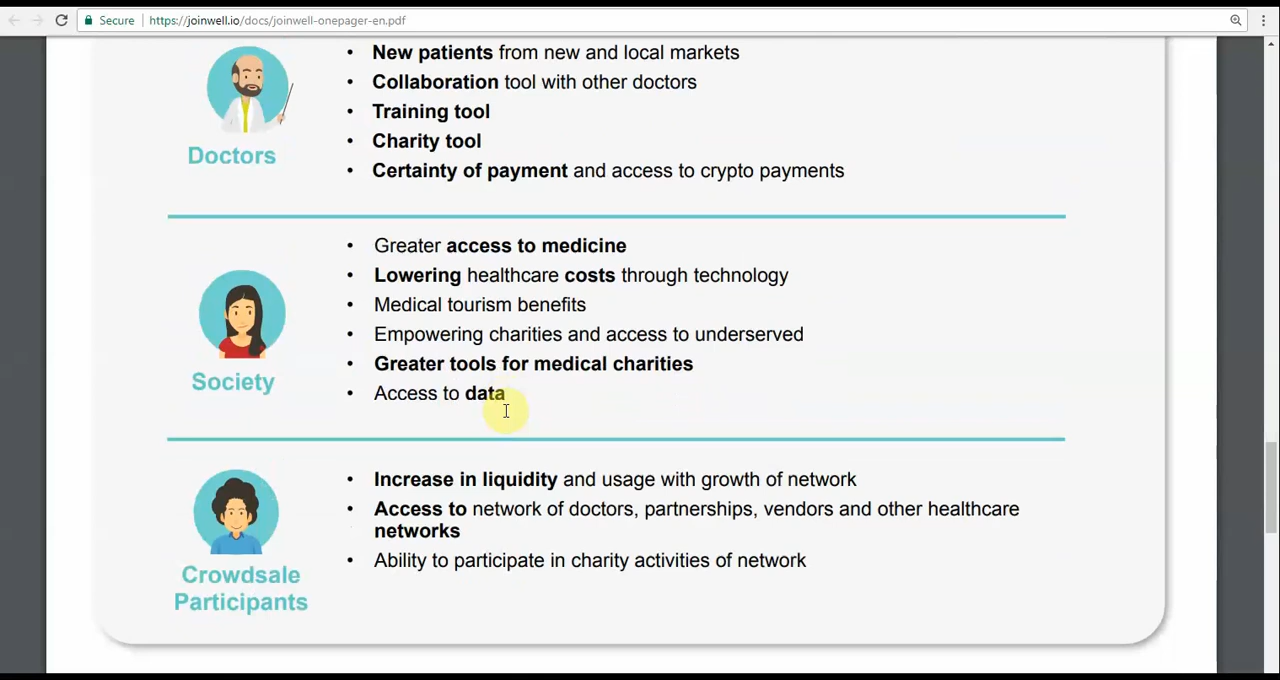 Secure https://joinwell.io/docs/joinwell-onepager-en.pdf
• New patients from new and local markets
• Collaboration tool with other doctors
• Training tool
• Charity tool
• Certainty of payment and access to crypto payments
Doctors
• Greater access to medicine
• Lowering healthcare costs through technology
• Medical tourism benefits
• Empowering charities and access to underserved
• Greater tools for medical charities
• Access to data
Society
• Increase in liquidity and usage with growth of network
• Access to network of doctors, partnerships, vendors and other healthcare
networks
• Ability to participate in charity activities of network
Crowdsale
Participants